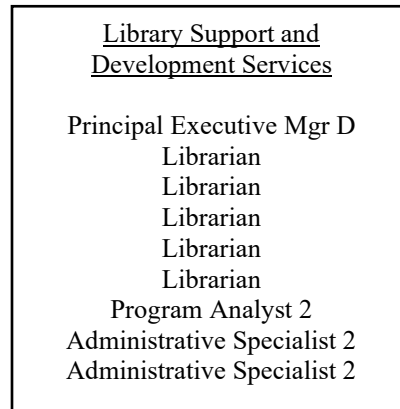 Library Support and
Development Services
Principal Executive Mgr D
Librarian
Librarian
Librarian
Librarian
Librarian
Program Analyst 2
Administrative Specialist 2
Administrative Specialist 2